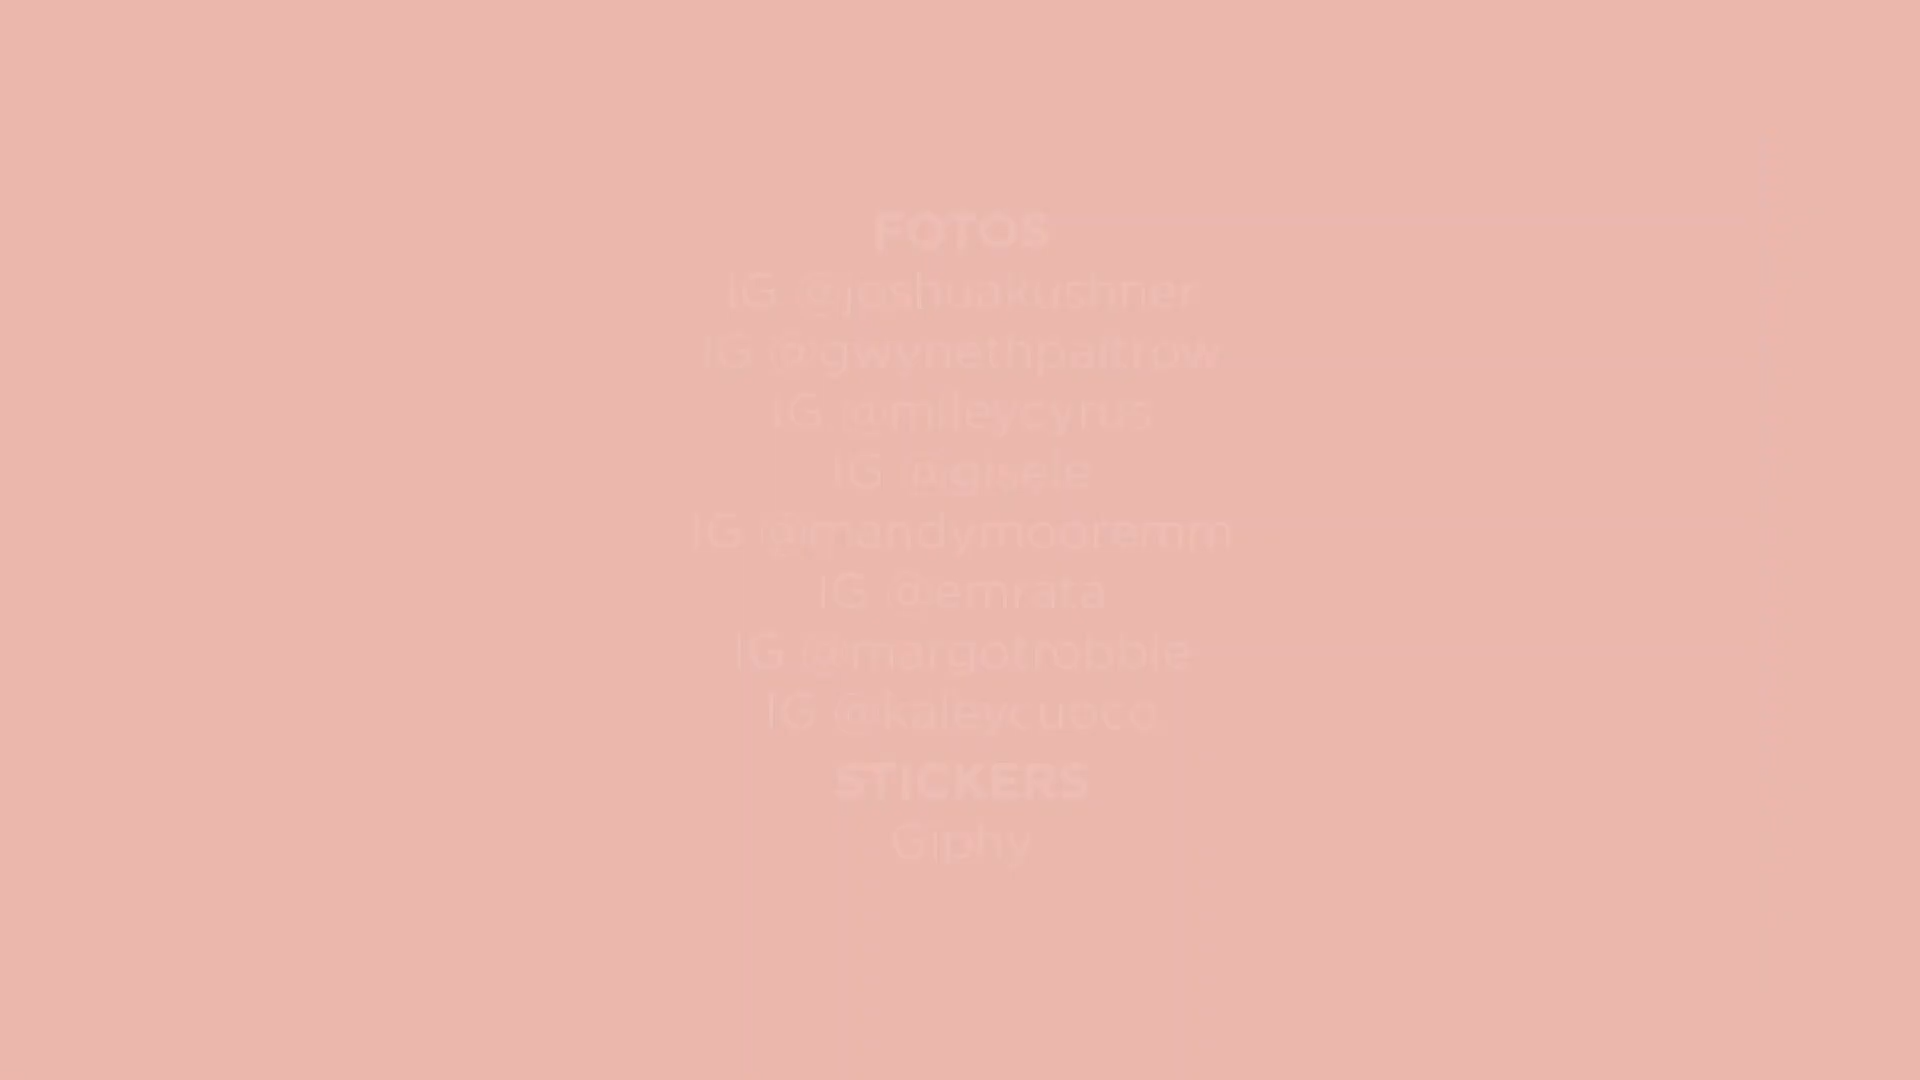 FOTOS
IG @joshuakushner
IG @gwynethpaltrow
IG @mileycyrus
IG @gisele
IG @mandymooremm
IG @emrata
IG @margotrobbie
IG @kaleycuoco
STICKERS
Giphy